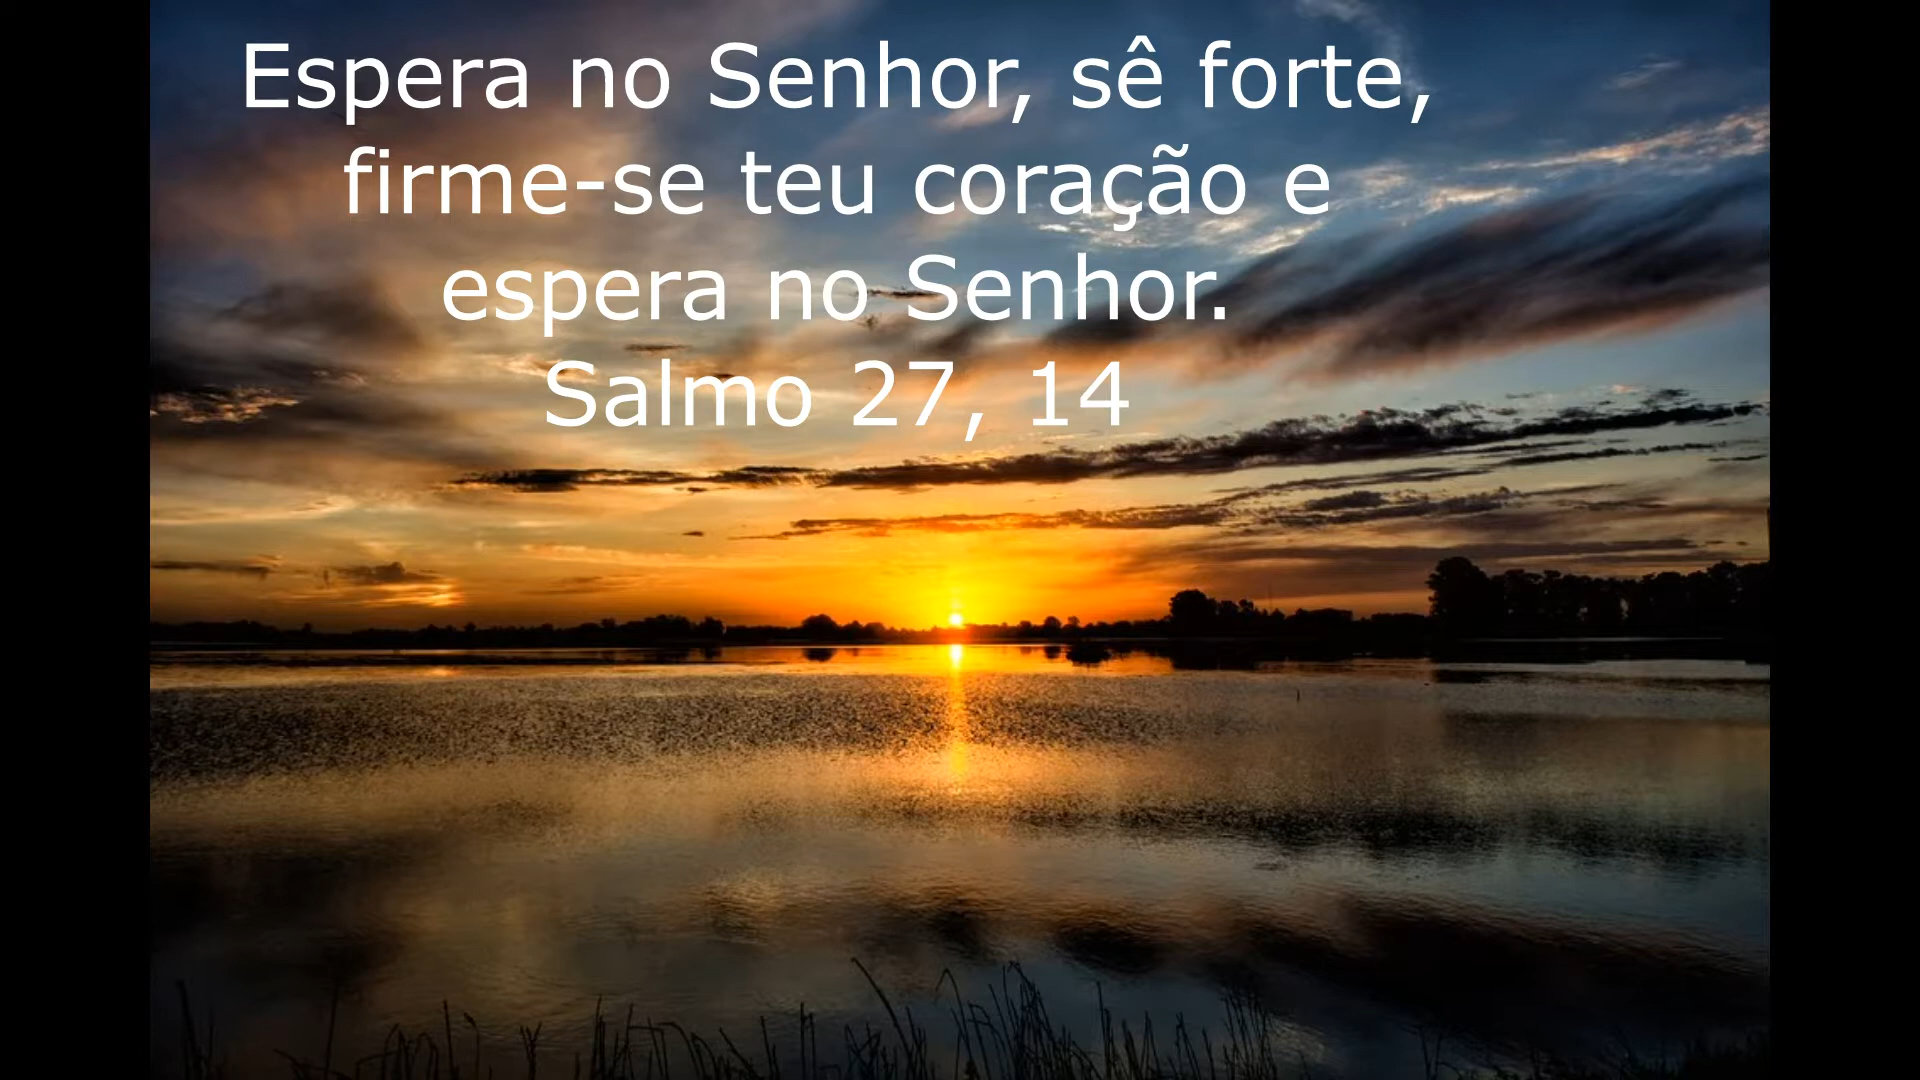 Espera no Senhor, sê forte,
firme-se teu coração e
espera no Senhor.
Salmo 27, 14